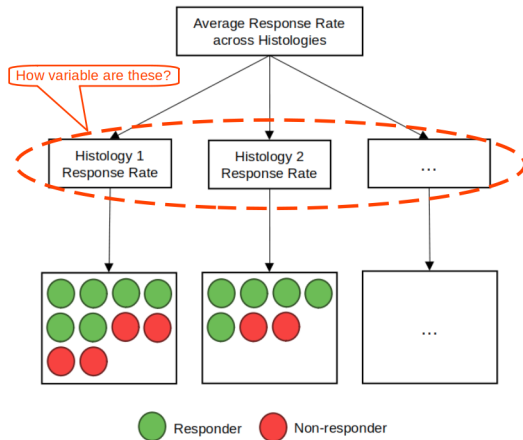 Average Response Rate
across Histologies
How variable are these?
Histology 1
Response Rate
Histology 2
Response Rate
...
...
Responder
Non-responder